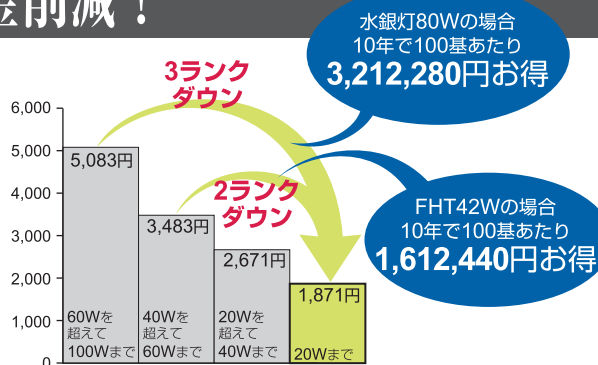 金削減！
水銀灯80Wの場合
10年で100基あたり
3,212,280円お得
3ランク
ダウン
2ランク
ダウン
FHT42Wの場合
10年で100基あたり
1,612,440円お得
6,000
5,000
4,000
3,000
2,000
1,000
0
5,083円
60Wを
超えて
100Wまで
3,483円
40Wを
超えて
60Wまで
2,671円
20Wを
超えて
40Wまで
1,871円
20Wまで